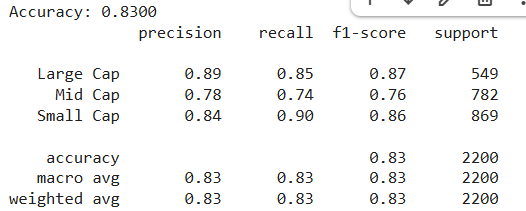 Accuracy: 0.8300
precision recall f1-score support
Large Cap 0.89 0.85 0.87 549
Mid Cap 0.78 0.74 0.76 782
Small Cap 0.84 0.90 0.86 869
accuracy 0.83 2200
macro avg 0.83 0.83 0.83 2200
weighted avg 0.83 0.83 0.83 2200